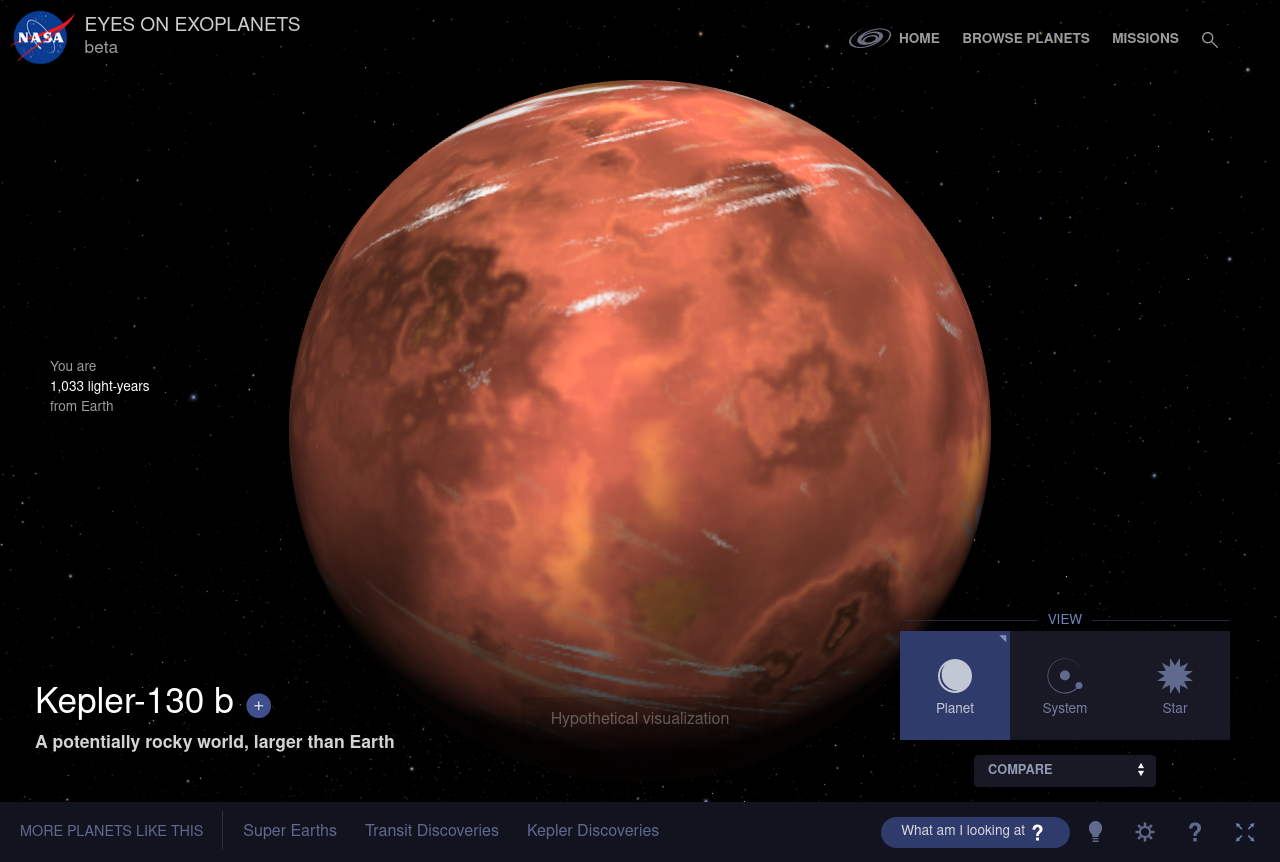 NASA
EYES ON EXOPLANETS
beta
HOME
BROWSE PLANETS
MISSIONS
You are
1,033 light-years
from Earth
VIEW
Planet
System
Star
Kepler-130 b +
A potentially rocky world, larger than Earth
Hypothetical visualization
COMPARE
MORE PLANETS LIKE THIS
Super Earths
Transit Discoveries
Kepler Discoveries
What am I looking at ?
?